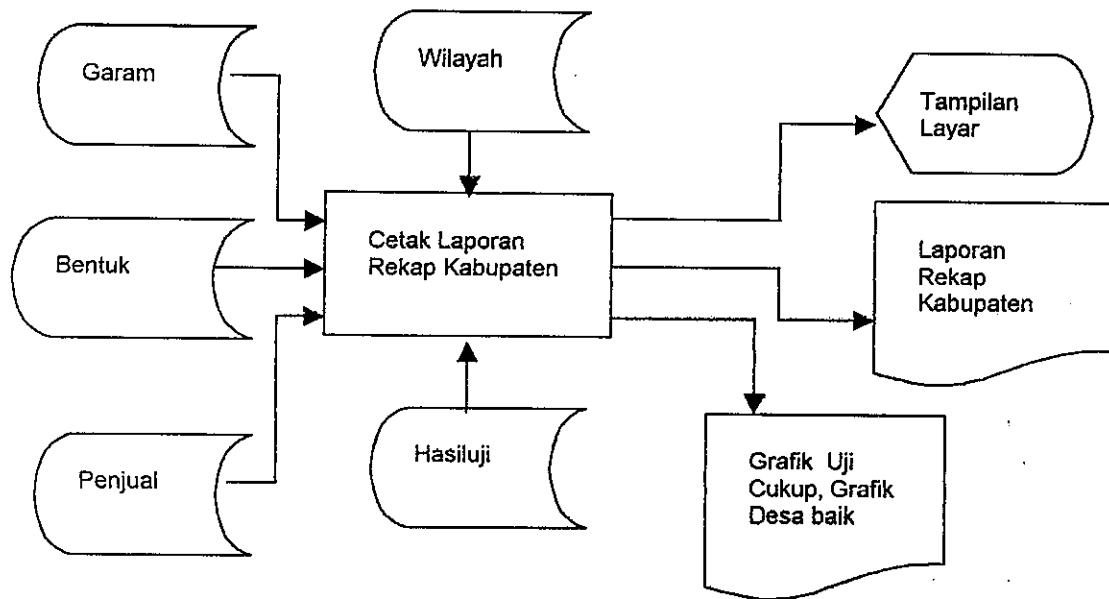 Garam
Wilayah
Tampilan
Layar
Bentuk
Cetak Laporan
Rekap Kabupaten
Laporan
Rekap
Kabupaten
Penjual
Hasiluji
Grafik Uji
Cukup, Grafik
Desa baik